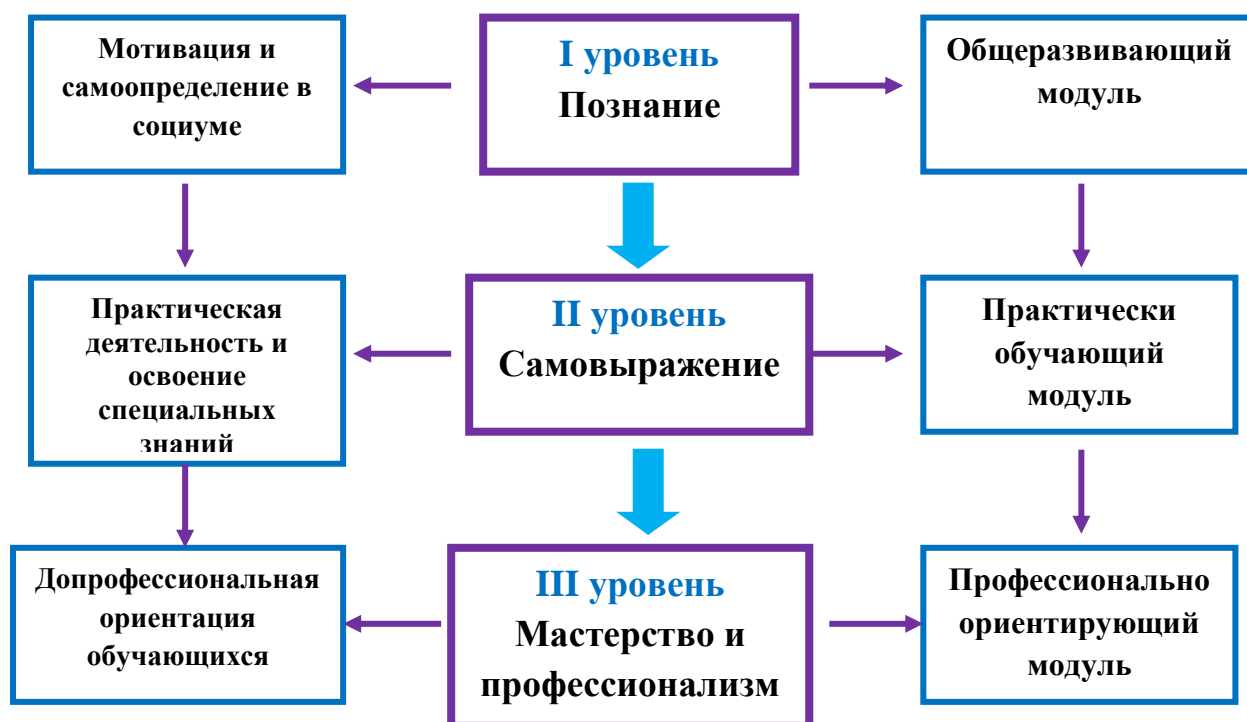 Мотивация и
самоопределение в
социуме
I уровень
Познание
Общеразвивающий
модуль
Практическая
деятельность и
освоение
специальных
знаний
II уровень
Самовыражение
Практически
обучающий
модуль
Допрофессиональная
ориентация
обучающихся
III уровень
Мастерство и
профессионализм
Профессионально
ориентирующий
модуль